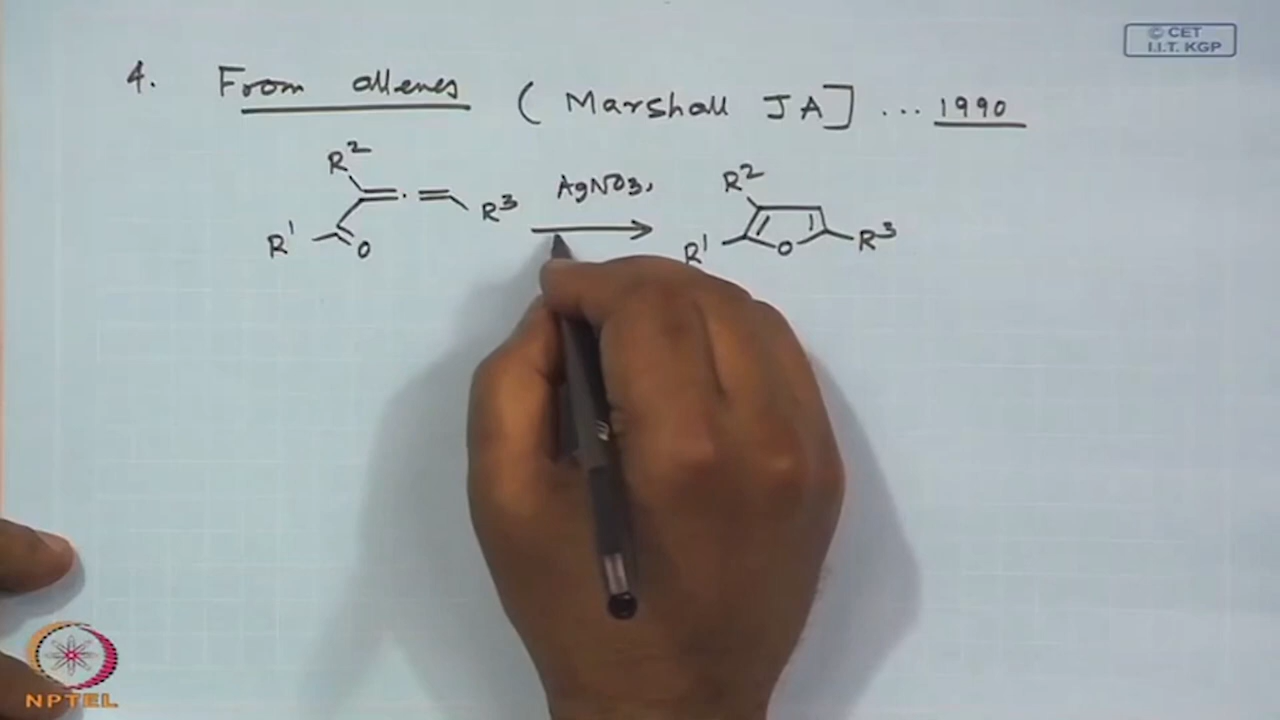 © CET
I.I.T. KGP
4. From allenes ( Marshall JA ] ... 1990
R² R³ AgNO3, R² R³
R¹ O R¹ O
NPTEL